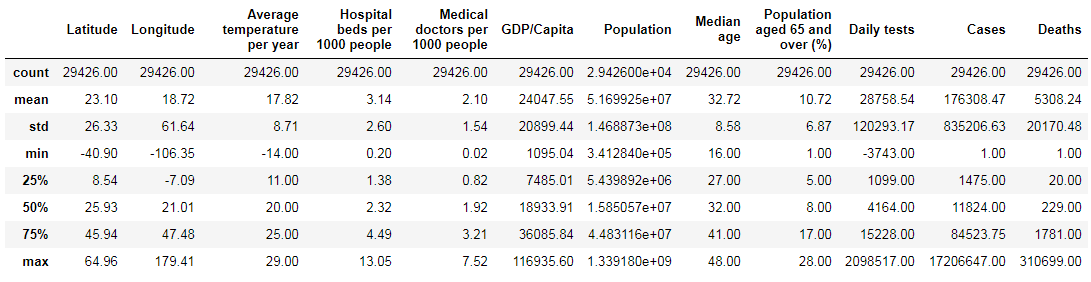 Latitude Longitude Average temperature per year Hospital beds per 1000 people Medical doctors per 1000 people GDP/Capita Population Median age Population aged 65 and over (%) Daily tests Cases Deaths
count 29426.00 29426.00 29426.00 29426.00 29426.00 29426.00 2.942600e+04 29426.00 29426.00 29426.00 29426.00 29426.00
mean 23.10 18.72 17.82 3.14 2.10 24047.55 5.169925e+07 32.72 10.72 28758.54 176308.47 5308.24
std 26.33 61.64 8.71 2.60 1.54 20899.44 1.468873e+08 8.58 6.87 120293.17 835206.63 20170.48
min -40.90 -106.35 -14.00 0.20 0.02 1095.04 3.412840e+05 16.00 1.00 -3743.00 1.00 1.00
25% 8.54 -7.09 11.00 1.38 0.82 7485.01 5.439892e+06 27.00 5.00 1099.00 1475.00 20.00
50% 25.93 21.01 20.00 2.32 1.92 18933.91 1.585057e+07 32.00 8.00 4164.00 11824.00 229.00
75% 45.94 47.48 25.00 4.49 3.21 36085.84 4.483116e+07 41.00 17.00 15228.00 84523.75 1781.00
max 64.96 179.41 29.00 13.05 7.52 116935.60 1.339180e+09 48.00 28.00 2098517.00 17206647.00 310699.00